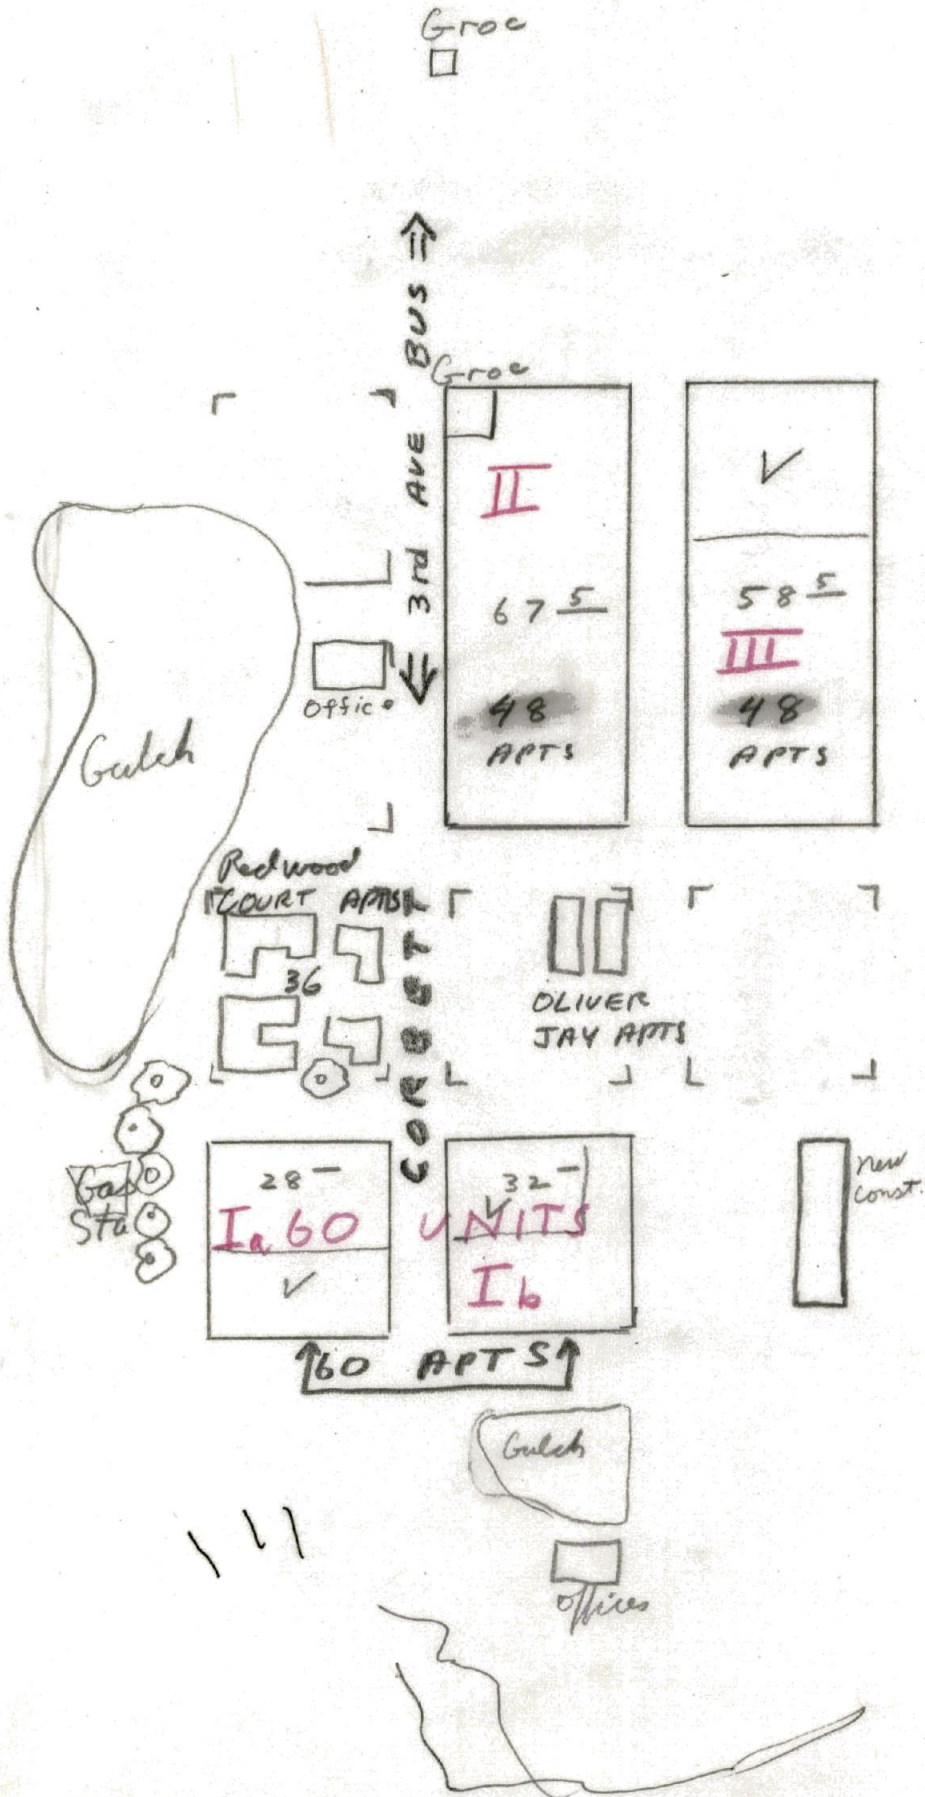 Groc
⇐ 3rd AVE BUS ⇒
Groc
II
✓
67 5
58 5
III
Office
48
APTS
48
APTS
Gulch
Redwood
COURT APTS
36
CORBETT
OLIVER
JAY APTS
Gas
Sta
28 –
32 –
new
const.
Ia 60 UNITS
✓
✓
Ib
60 APTS
Gulch
Offices